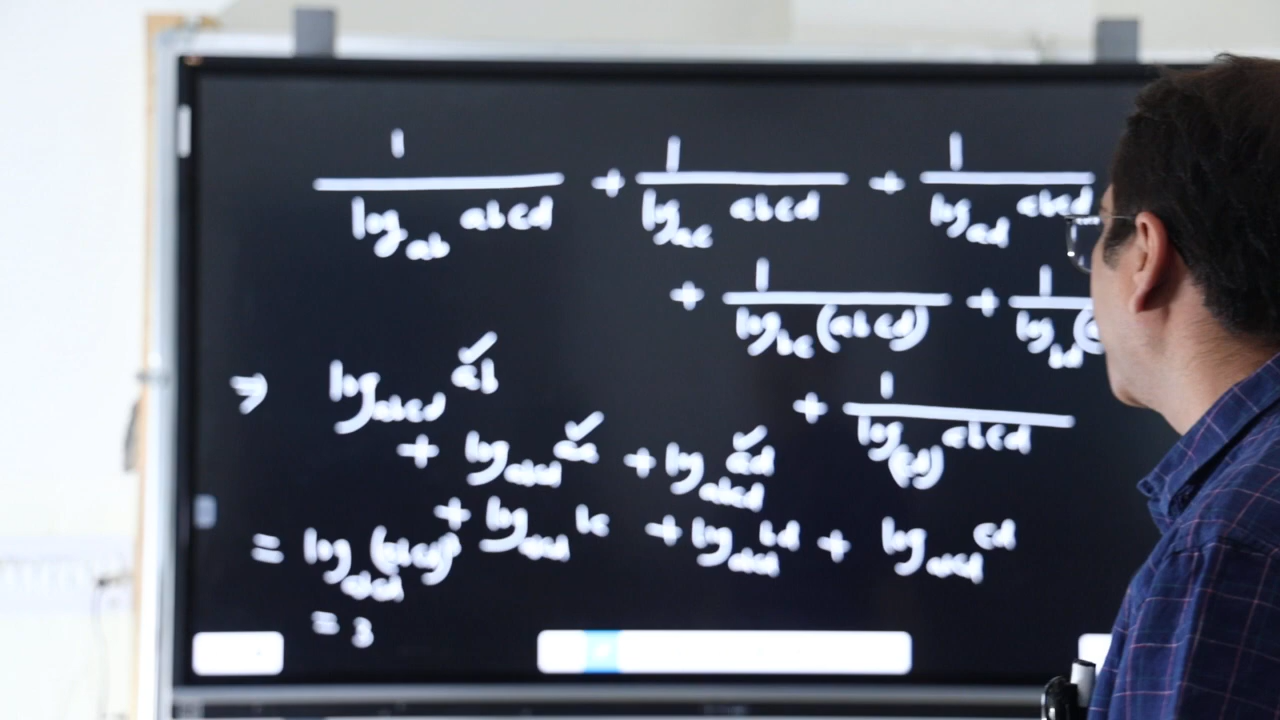 1/(log_ab abcd) + 1/(log_ac abcd) + 1/(log_ad abcd
+ 1/(log_bc (abcd)) + 1/(log_bd (
+ 1/(log_(cd) abcd)
⇒ log_abcd ab ✓
+ log_abcd ac ✓ + log_abcd ad ✓
+ log_abcd bc + log_abcd bd + log_abcd cd
= log_abcd (abcd)³
= 3